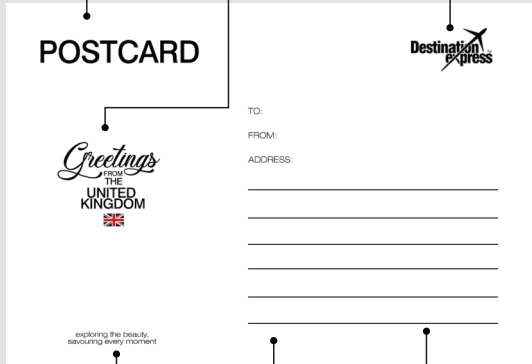 POSTCARD
Destination
express
TO:
FROM:
ADDRESS:
Greetings
FROM
THE
UNITED
KINGDOM
exploring the beauty,
savouring every moment